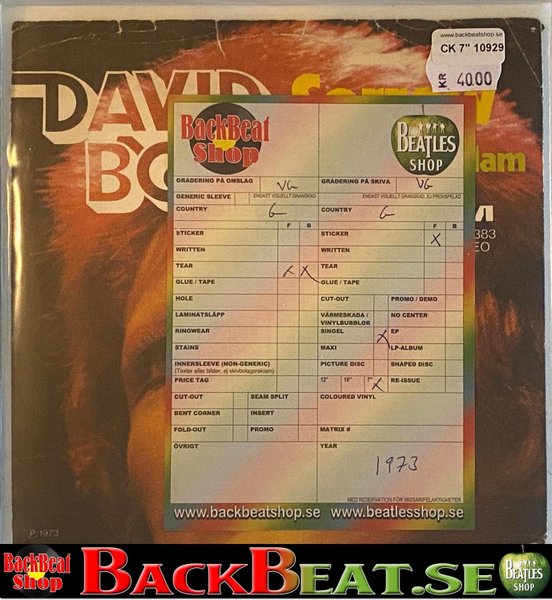 www.backbeatshop.se
CK 7" 10929
KR 40.00
DAVID
383
EO
BackBeat
Shop
BEATLES
SHOP
GRADERING PÅ OMSLAG VG GRADERING PÅ SKIVA VG
GENERIC SLEEVE ENDAST VISUELLT GRANSKAD ENDAST VISUELLT GRANSKAD, EJ PROVSPELAD
COUNTRY G COUNTRY G
F B F B
STICKER STICKER X
WRITTEN WRITTEN
TEAR X X TEAR
GLUE / TAPE GLUE / TAPE
HOLE CUT-OUT PROMO / DEMO
LAMINATSLÄPP VÄRMESKADA / VINYLBUBBLOR NO CENTER
RINGWEAR SINGEL X EP
STAINS MAXI LP-ALBUM
INNERSLEEVE (NON-GENERIC) PICTURE DISC SHAPED DISC
(Texter eller bilder, ej skivbolagsreklam)
PRICE TAG 12" 10" 7" X RE-ISSUE
CUT-OUT SEAM SPLIT COLOURED VINYL
BENT CORNER INSERT
FOLD-OUT PROMO MATRIX #
ÖVRIGT YEAR
1973
MED RESERVATION FÖR MISSAR/FELAKTIGHETER
www.backbeatshop.se www.beatlesshop.se
P 1973
BackBeat
Shop
BACKBEAT.SE
BEATLES
SHOP